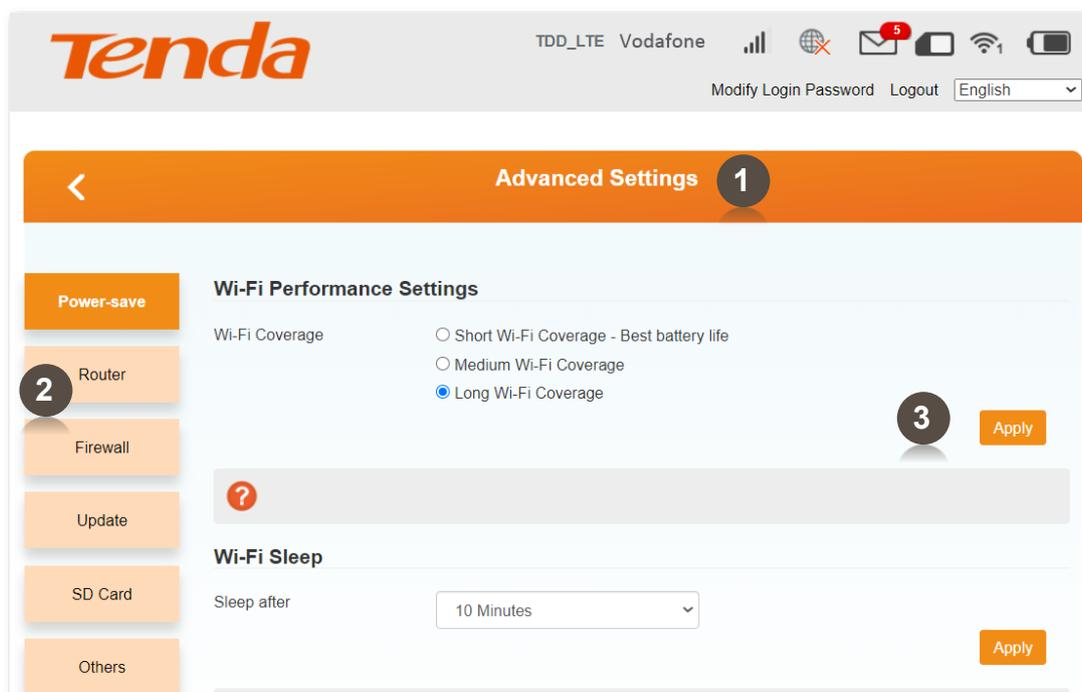 Tenda
TDD_LTE Vodafone 5 1
Modify Login Password Logout English
Advanced Settings 1
Power-save
Router
2
Firewall
Update
SD Card
Others
Wi-Fi Performance Settings
Wi-Fi Coverage
Short Wi-Fi Coverage - Best battery life
Medium Wi-Fi Coverage
Long Wi-Fi Coverage
3 Apply
?
Wi-Fi Sleep
Sleep after 10 Minutes
Apply